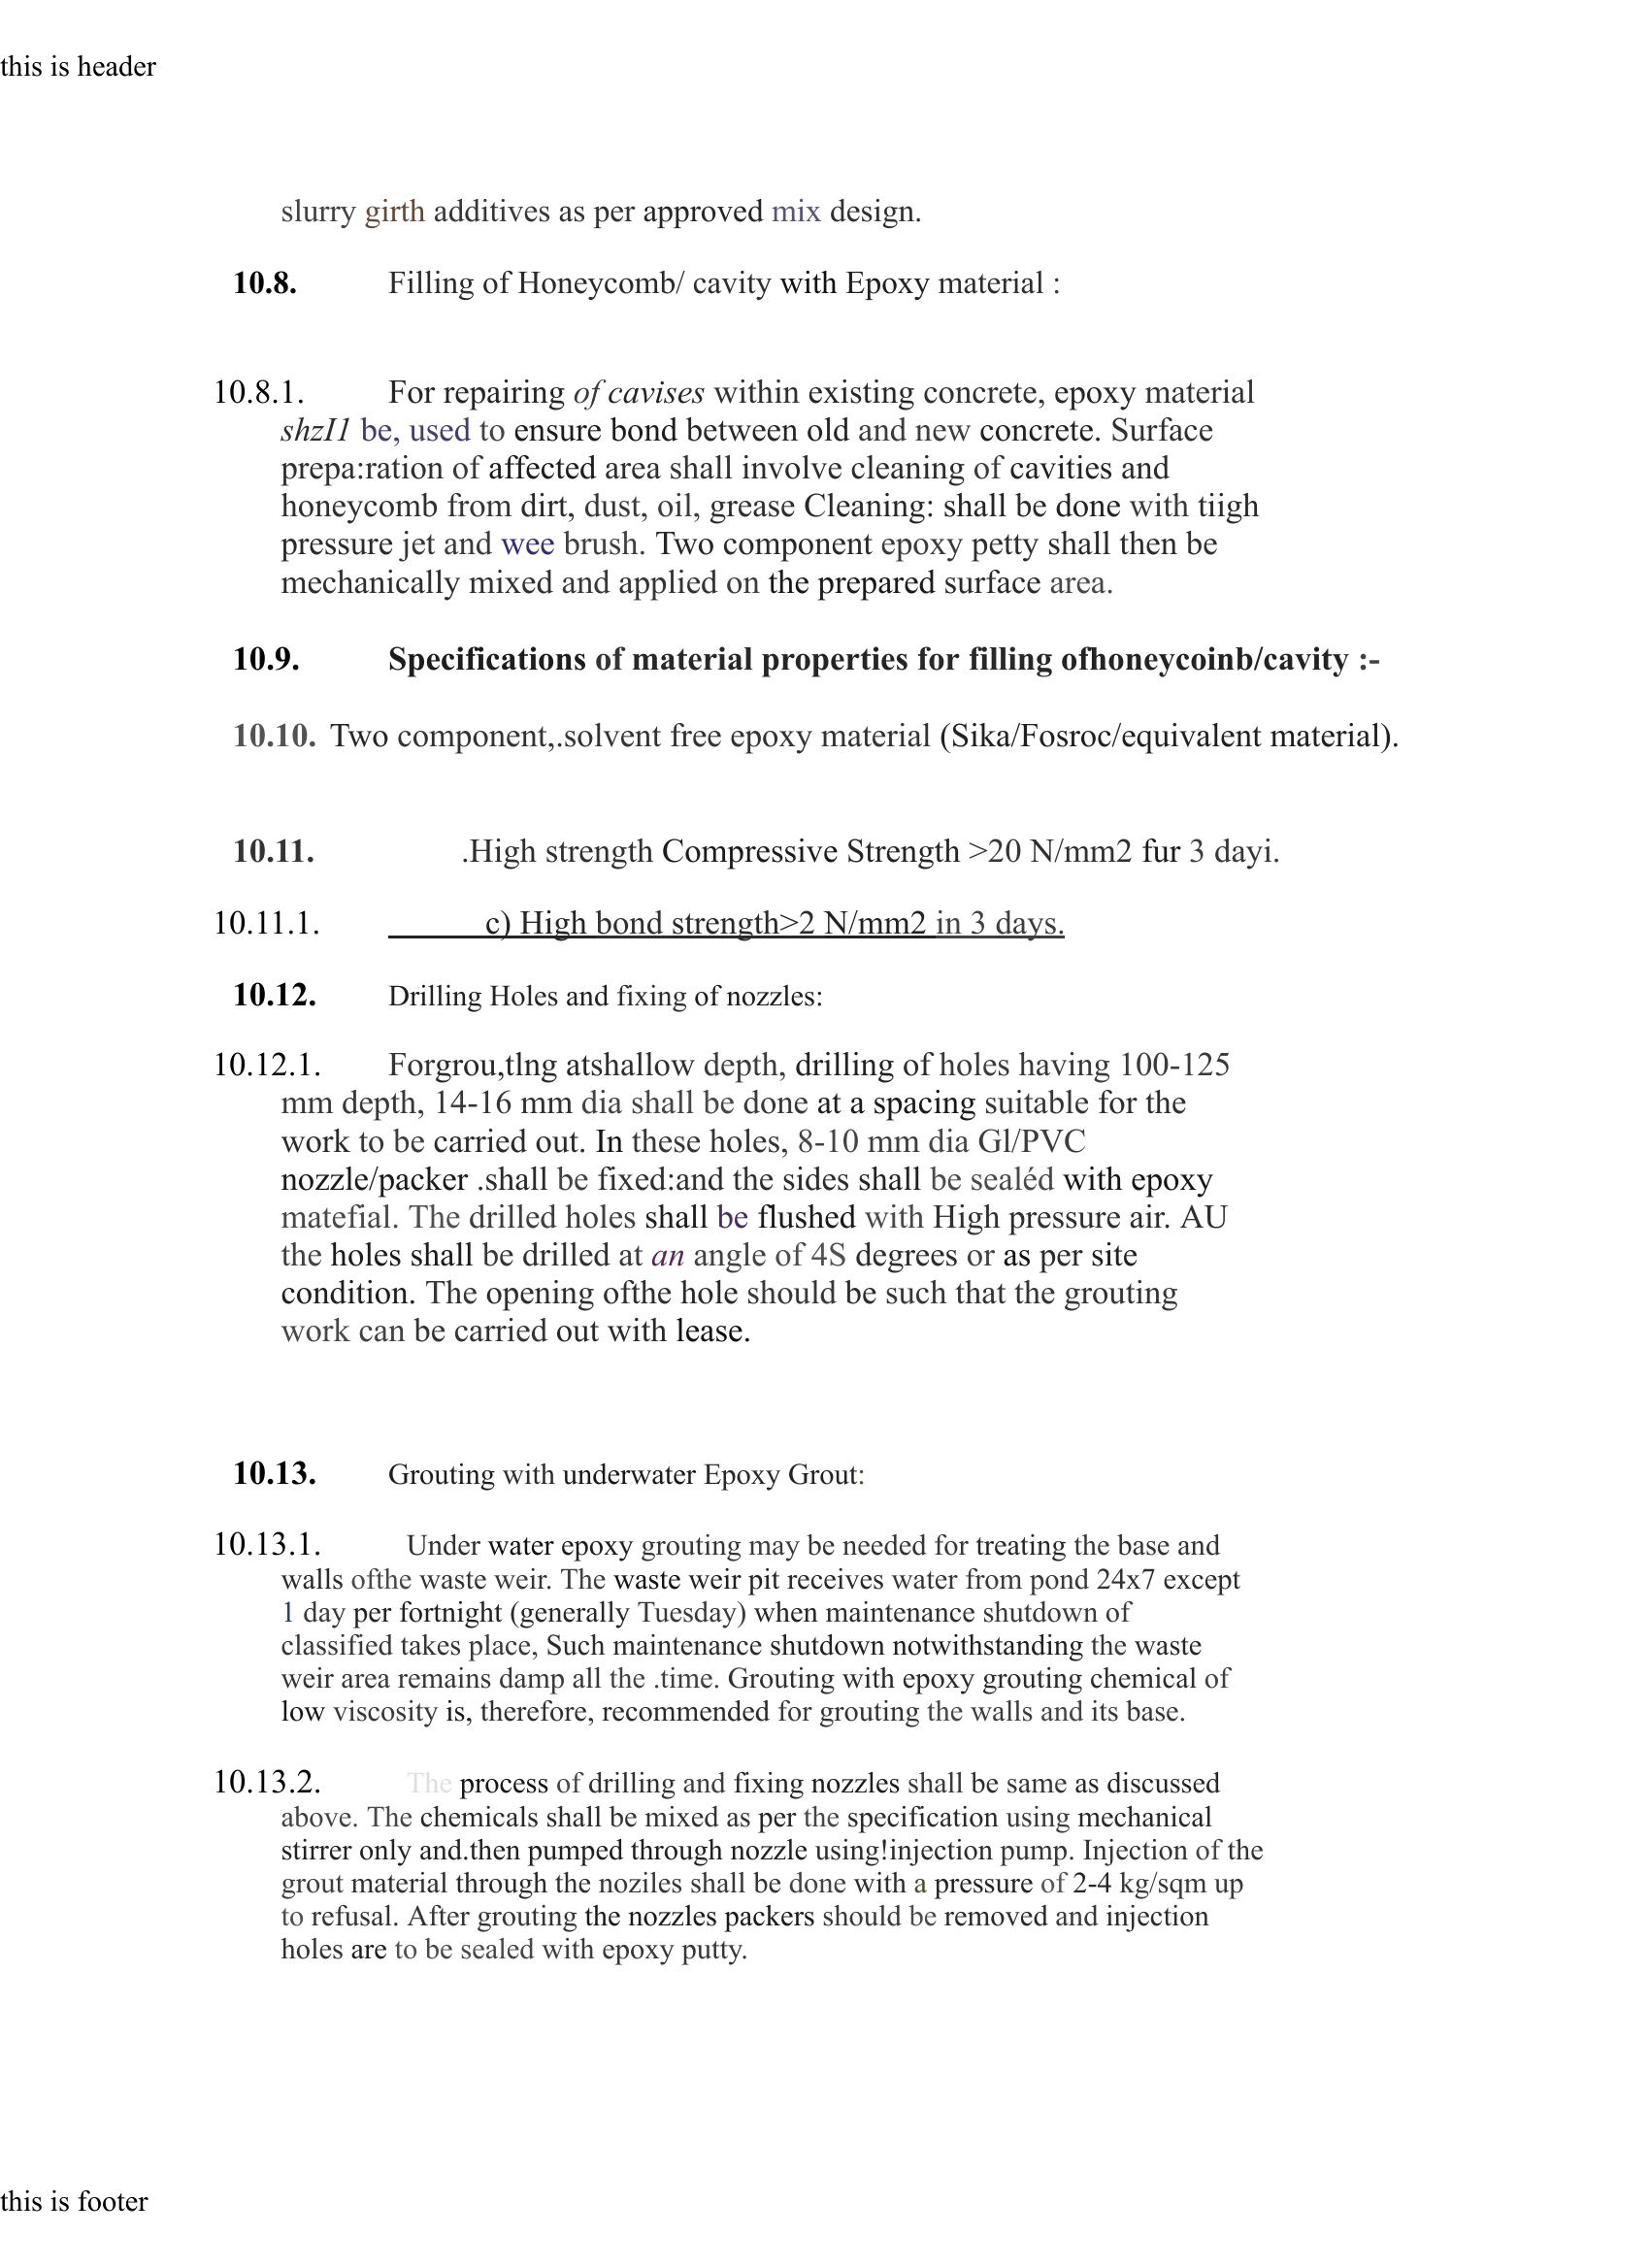 this is header
slurry girth additives as per approved mix design.
10.8. Filling of Honeycomb/ cavity with Epoxy material :
10.8.1. For repairing of cavises within existing concrete, epoxy material
shzI1 be, used to ensure bond between old and new concrete. Surface
prepa:ration of affected area shall involve cleaning of cavities and
honeycomb from dirt, dust, oil, grease Cleaning: shall be done with tiigh
pressure jet and wee brush. Two component epoxy petty shall then be
mechanically mixed and applied on the prepared surface area.
10.9. Specifications of material properties for filling ofhoneycoinb/cavity :-
10.10. Two component,.solvent free epoxy material (Sika/Fosroc/equivalent material).
10.11. .High strength Compressive Strength >20 N/mm2 fur 3 dayi.
10.11.1. c) High bond strength>2 N/mm2 in 3 days.
10.12. Drilling Holes and fixing of nozzles:
10.12.1. Forgrou,tlng atshallow depth, drilling of holes having 100-125
mm depth, 14-16 mm dia shall be done at a spacing suitable for the
work to be carried out. In these holes, 8-10 mm dia Gl/PVC
nozzle/packer .shall be fixed:and the sides shall be sealéd with epoxy
matefial. The drilled holes shall be flushed with High pressure air. AU
the holes shall be drilled at an angle of 4S degrees or as per site
condition. The opening ofthe hole should be such that the grouting
work can be carried out with lease.
10.13. Grouting with underwater Epoxy Grout:
10.13.1. Under water epoxy grouting may be needed for treating the base and
walls ofthe waste weir. The waste weir pit receives water from pond 24x7 except
1 day per fortnight (generally Tuesday) when maintenance shutdown of
classified takes place, Such maintenance shutdown notwithstanding the waste
weir area remains damp all the .time. Grouting with epoxy grouting chemical of
low viscosity is, therefore, recommended for grouting the walls and its base.
10.13.2. The process of drilling and fixing nozzles shall be same as discussed
above. The chemicals shall be mixed as per the specification using mechanical
stirrer only and.then pumped through nozzle using!injection pump. Injection of the
grout material through the noziles shall be done with a pressure of 2-4 kg/sqm up
to refusal. After grouting the nozzles packers should be removed and injection
holes are to be sealed with epoxy putty.
this is footer